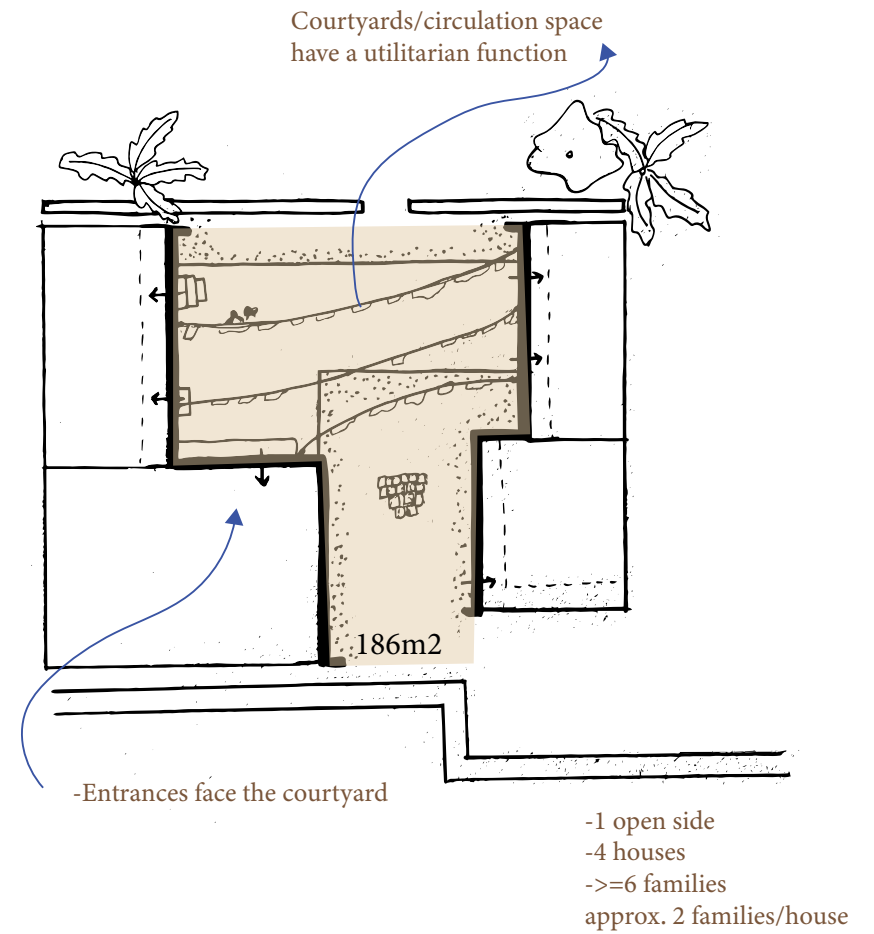 Courtyards/circulation space
have a utilitarian function
186m2
-Entrances face the courtyard
-1 open side
-4 houses
->=6 families
approx. 2 families/house